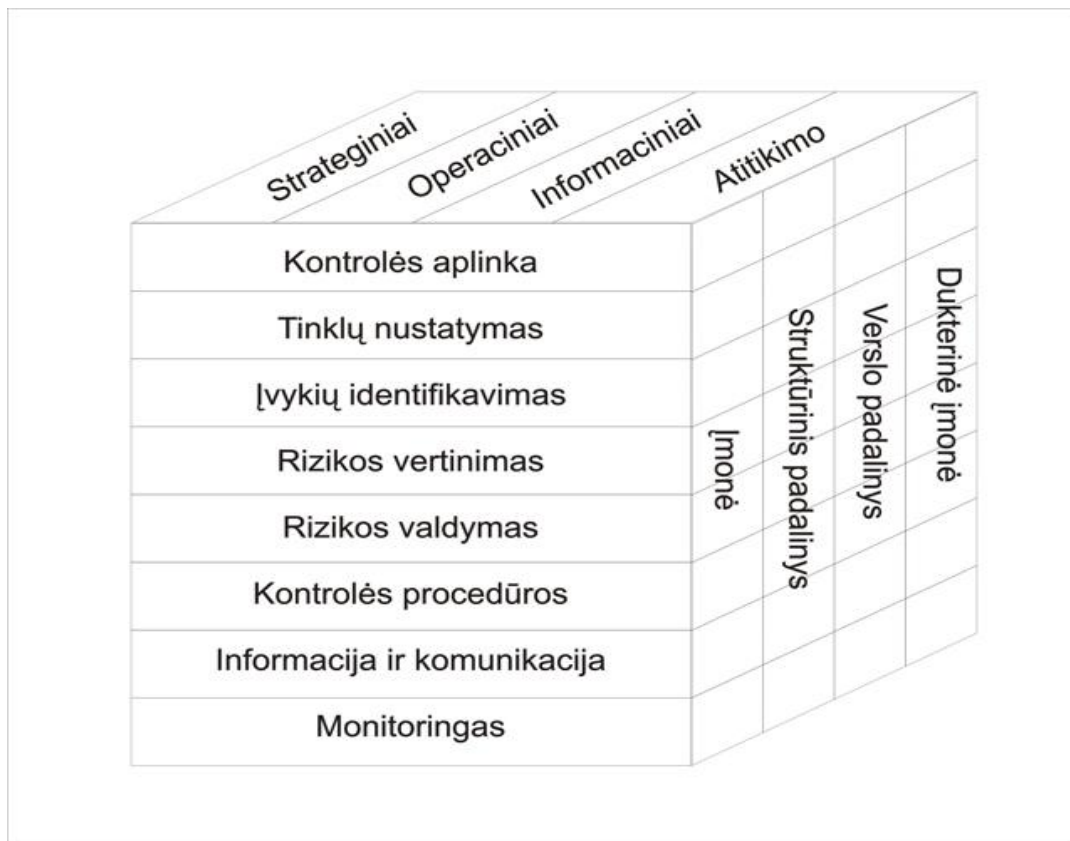 Strateginiai
Operaciniai
Informaciniai
Atitikimo
Kontrolės aplinka
Tinklų nustatymas
Įvykių identifikavimas
Rizikos vertinimas
Rizikos valdymas
Kontrolės procedūros
Informacija ir komunikacija
Monitoringas
Įmonė
Struktūrinis padalinys
Verslo padalinys
Dukterinė įmonė